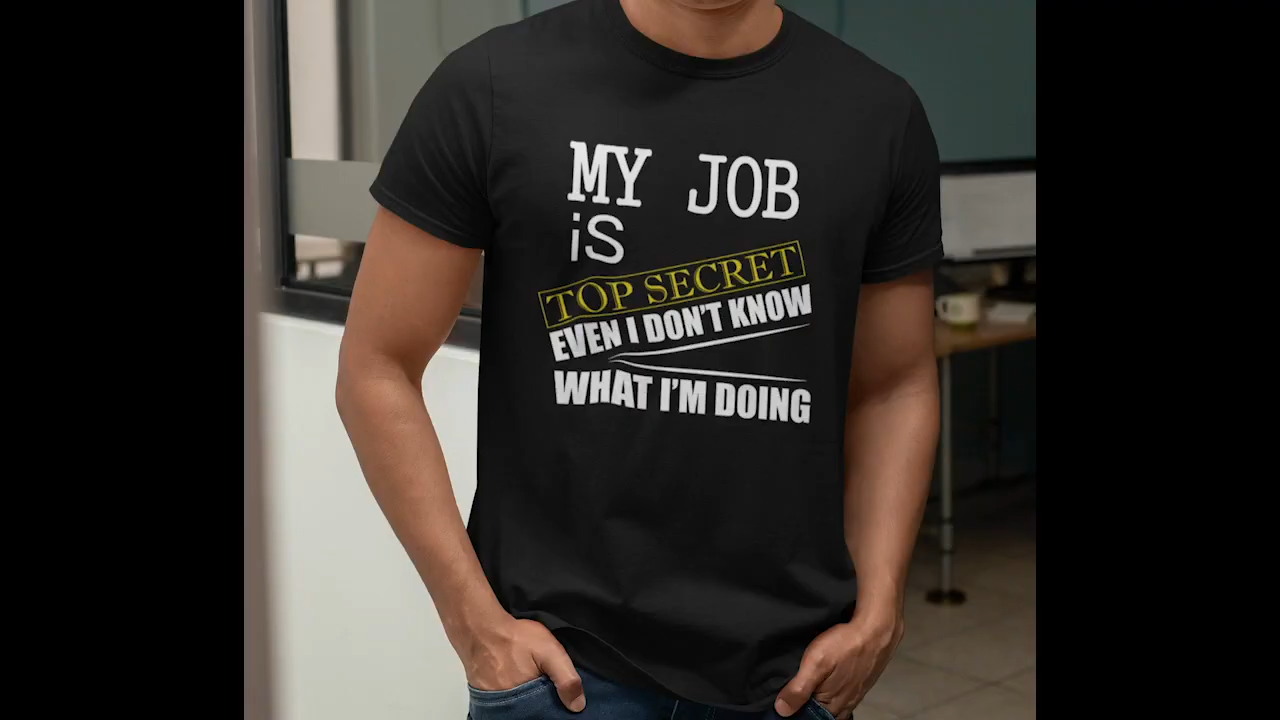 MY JOB
iS
TOP SECRET
EVEN I DON'T KNOW
WHAT I'M DOING